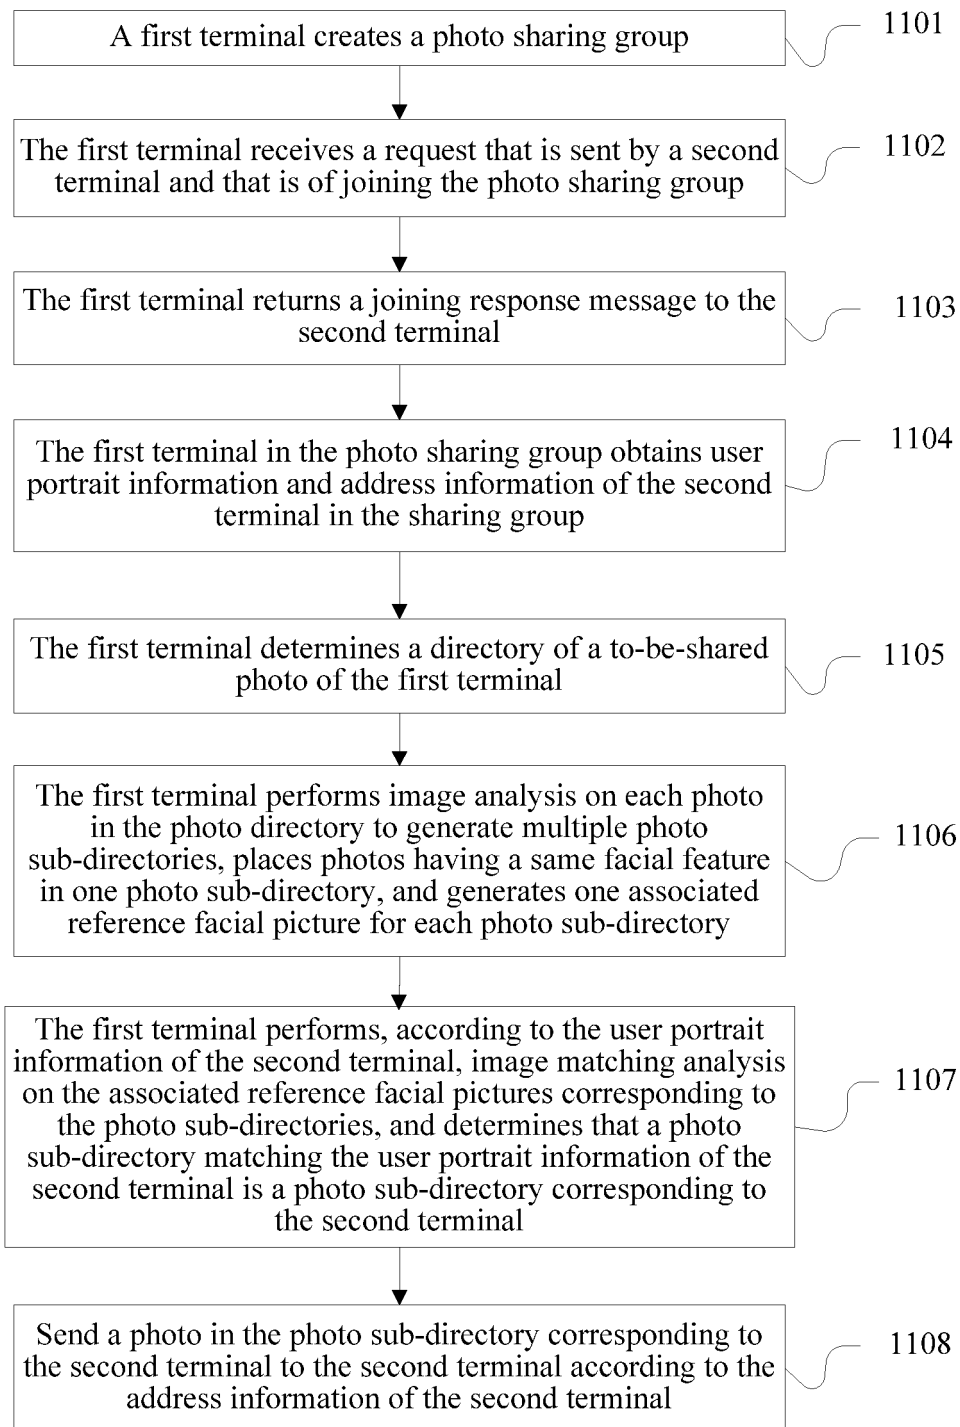 A first terminal creates a photo sharing group
1101
The first terminal receives a request that is sent by a second
terminal and that is of joining the photo sharing group
1102
The first terminal returns a joining response message to the
second terminal
1103
The first terminal in the photo sharing group obtains user
portrait information and address information of the second
terminal in the sharing group
1104
The first terminal determines a directory of a to-be-shared
photo of the first terminal
1105
The first terminal performs image analysis on each photo
in the photo directory to generate multiple photo
sub-directories, places photos having a same facial feature
in one photo sub-directory, and generates one associated
reference facial picture for each photo sub-directory
1106
The first terminal performs, according to the user portrait
information of the second terminal, image matching analysis
on the associated reference facial pictures corresponding to
the photo sub-directories, and determines that a photo
sub-directory matching the user portrait information of the
second terminal is a photo sub-directory corresponding to
the second terminal
1107
Send a photo in the photo sub-directory corresponding to
the second terminal to the second terminal according to the
address information of the second terminal
1108